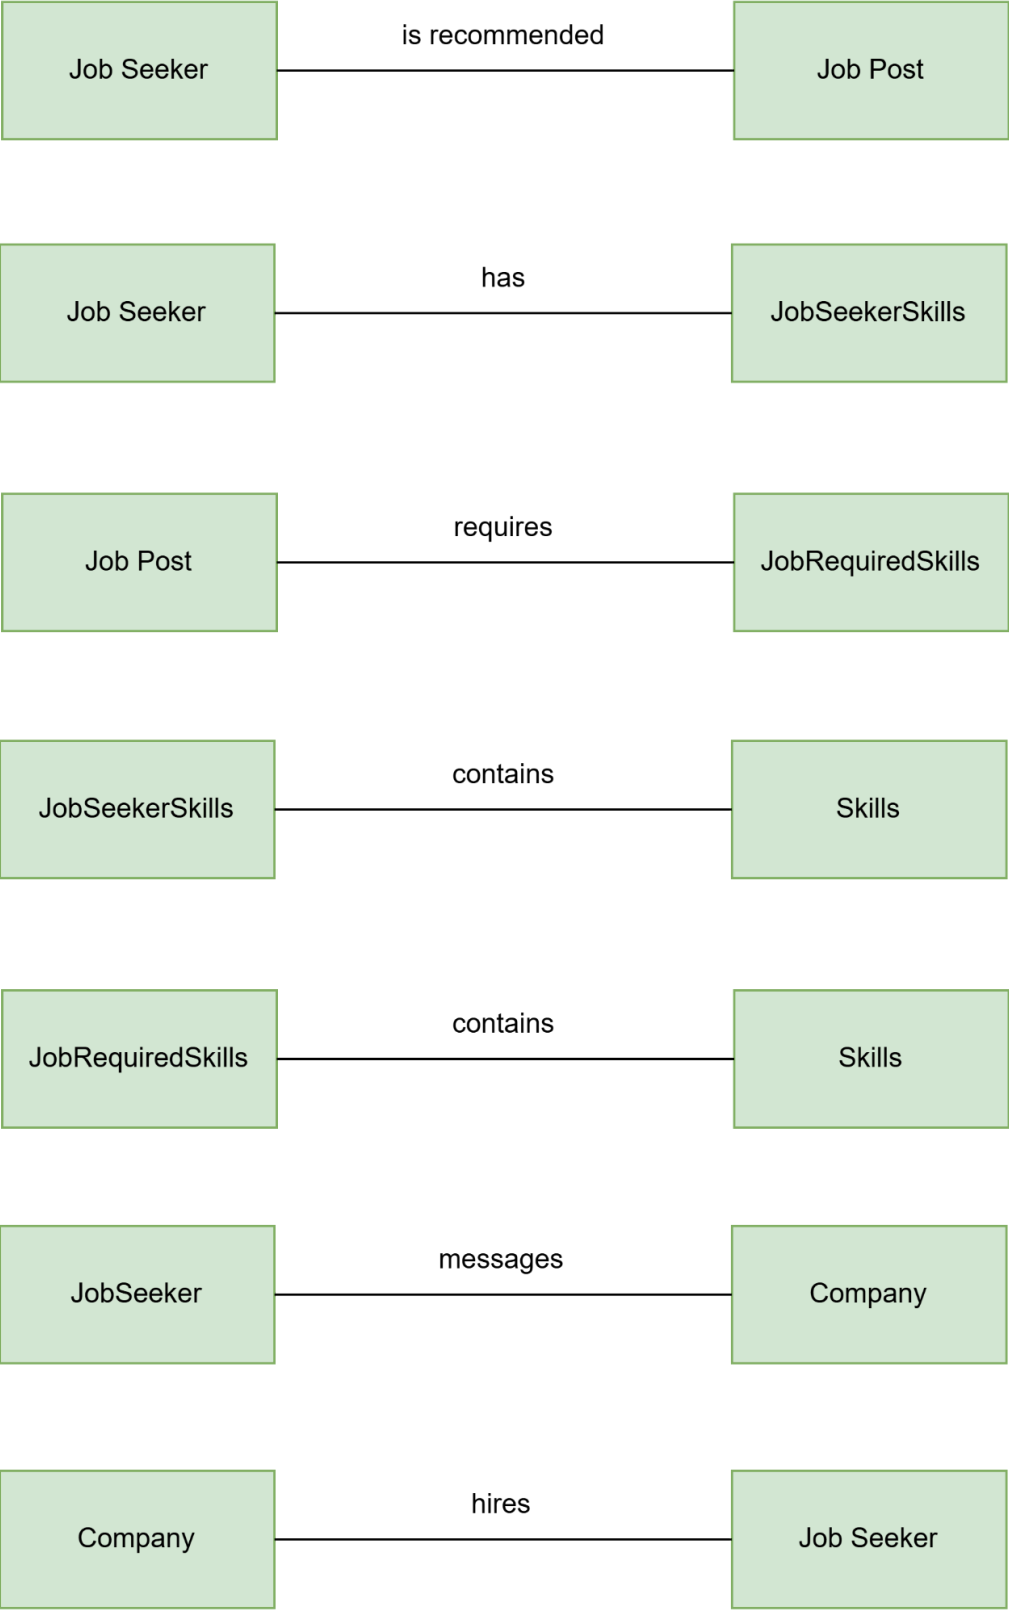 is recommended
Job Seeker
Job Post
has
Job Seeker
JobSeekerSkills
requires
Job Post
JobRequiredSkills
contains
JobSeekerSkills
Skills
contains
JobRequiredSkills
Skills
messages
JobSeeker
Company
hires
Company
Job Seeker